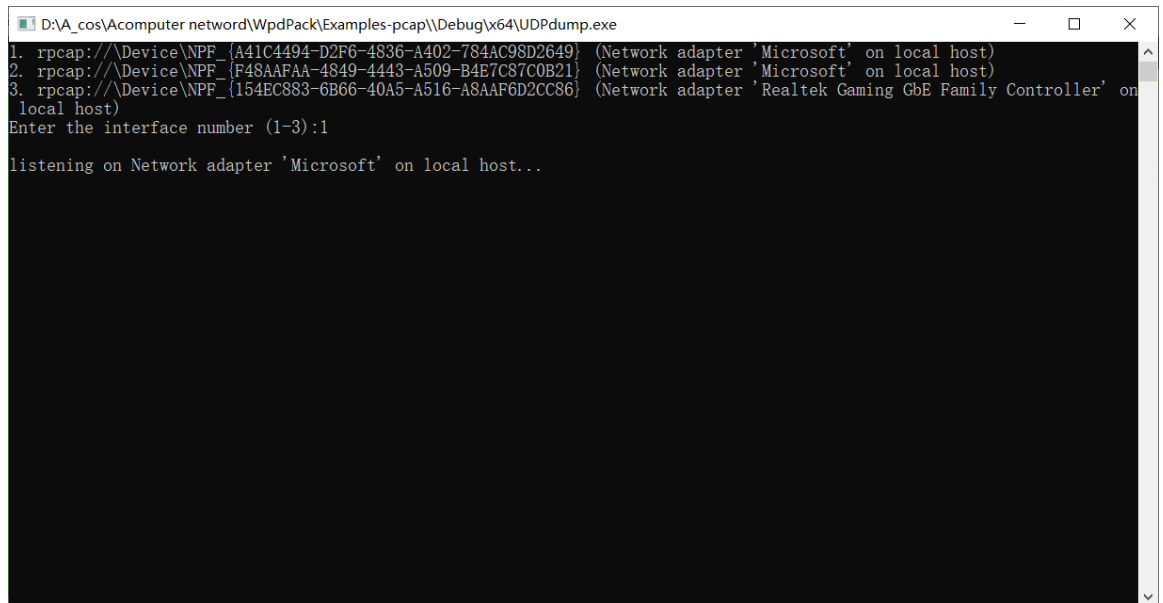 D:\A_cos\Acomputer netword\WpdPack\Examples-pcap\\Debug\x64\UDPdump.exe
1. rpcap://\Device\NPF_{A41C4494-D2F6-4836-A402-784AC98D2649} (Network adapter 'Microsoft' on local host)
2. rpcap://\Device\NPF_{F48AAFAA-4849-4443-A509-B4E7C87C0B21} (Network adapter 'Microsoft' on local host)
3. rpcap://\Device\NPF_{154EC883-6B66-40A5-A516-A8AAF6D2CC86} (Network adapter 'Realtek Gaming GbE Family Controller' on
 local host)
Enter the interface number (1-3):1
listening on Network adapter 'Microsoft' on local host...